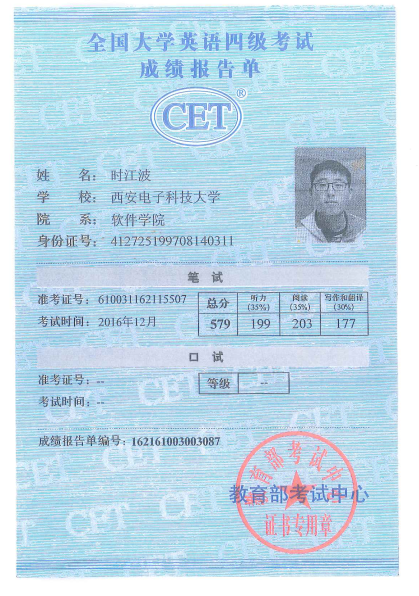 全国大学英语四级考试
成绩报告单
CET®
姓 名：时江波
学 校：西安电子科技大学
院 系：软件学院
身份证号：412725199708140311
笔 试
准考证号：610031162115507
考试时间：2016年12月
总分 听力(35%) 阅读(35%) 写作和翻译(30%)
579 199 203 177
口 试
准考证号：--
考试时间：--
等级 --
成绩报告单编号：162161003003087
教育部考试中心
教育部考试中心
证书专用章